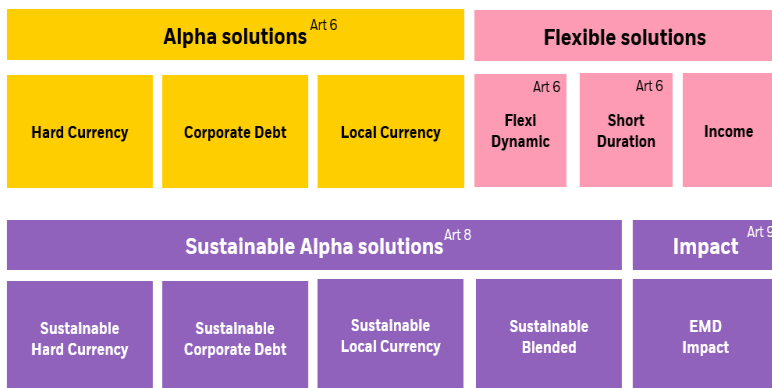 Alpha solutions Art 6
Flexible solutions
Hard Currency
Corporate Debt
Local Currency
Art 6
Flexi
Dynamic
Art 6
Short
Duration
Income
Sustainable Alpha solutions Art 8
Impact Art 9
Sustainable
Hard Currency
Sustainable
Corporate Debt
Sustainable
Local Currency
Sustainable
Blended
EMD
Impact